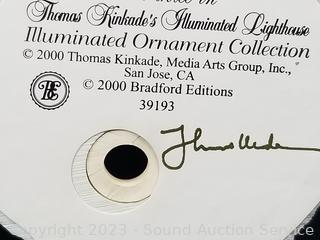 Thomas Kinkade's Illuminated Lighthouse
Illuminated Ornament Collection
© 2000 Thomas Kinkade, Media Arts Group, Inc.,
San Jose, CA
© 2000 Bradford Editions
39193
Copyright 2023 - Sound Auction Service